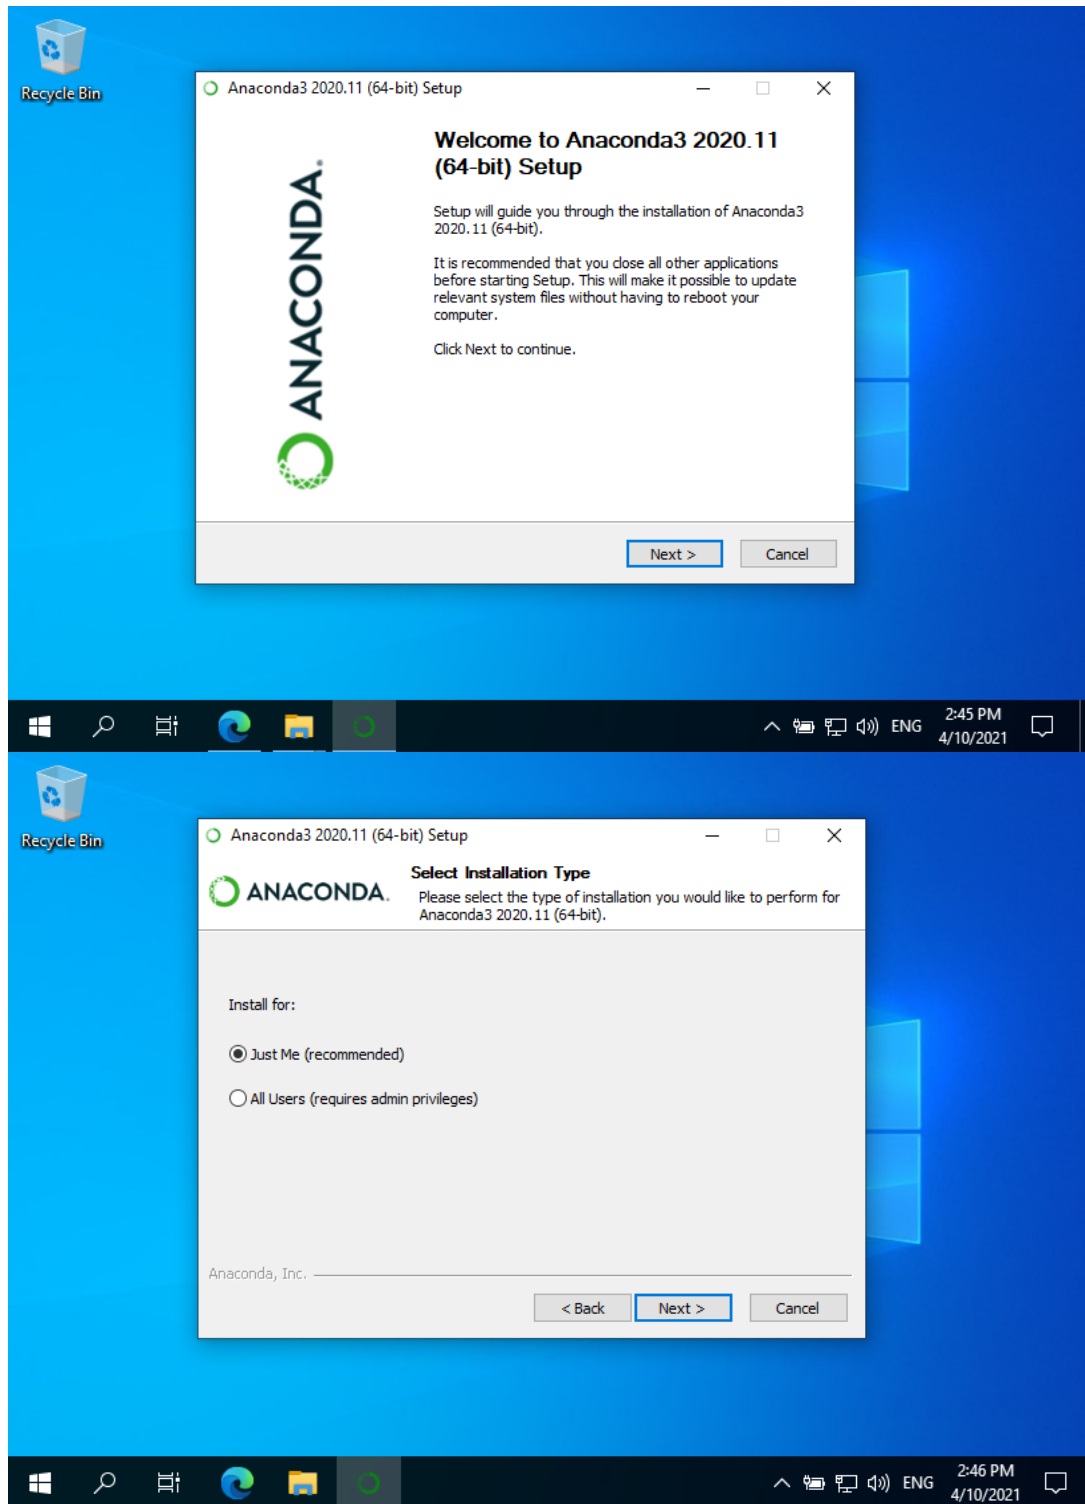 Recycle Bin
Anaconda3 2020.11 (64-bit) Setup
ANACONDA.
Welcome to Anaconda3 2020.11
(64-bit) Setup
Setup will guide you through the installation of Anaconda3
2020.11 (64-bit).
It is recommended that you close all other applications
before starting Setup. This will make it possible to update
relevant system files without having to reboot your
computer.
Click Next to continue.
Next >
Cancel
ENG
2:45 PM
4/10/2021
Recycle Bin
Anaconda3 2020.11 (64-bit) Setup
ANACONDA.
Select Installation Type
Please select the type of installation you would like to perform for
Anaconda3 2020.11 (64-bit).
Install for:
Just Me (recommended)
All Users (requires admin privileges)
Anaconda, Inc.
< Back
Next >
Cancel
ENG
2:46 PM
4/10/2021